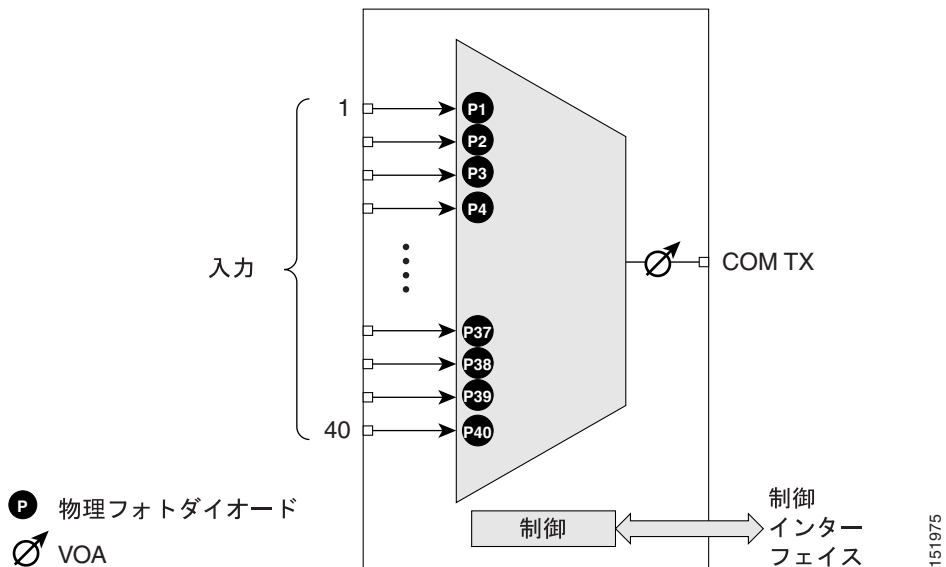 1
P1
P2
P3
P4
入力
COM TX
P37
P38
P39
40
P40
P 物理フォトダイオード
VOA
制御
制御
インター
フェイス
151975